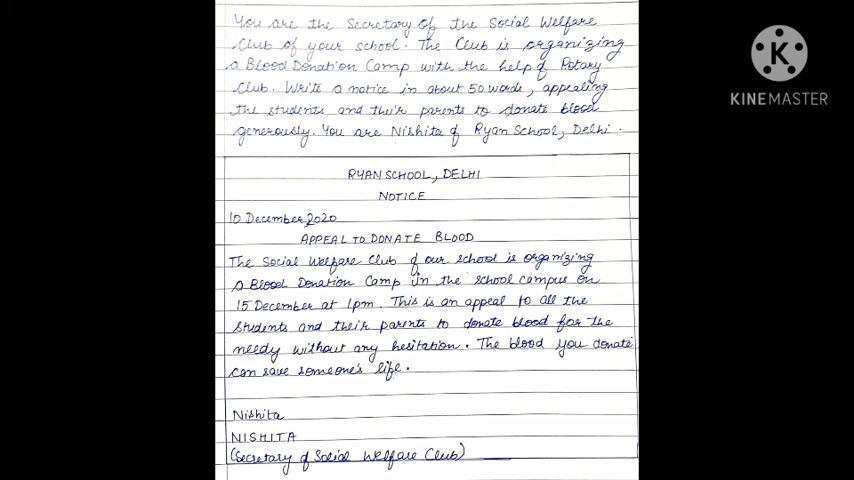 You are the Secretary of the Social Welfare
Club of your school. The Club is organizing
a Blood Donation Camp with the help of Rotary
Club. Write a notice in about 50 words, appealing
the students and their parents to donate blood
generously. You are Nishita of Ryan School, Delhi.
RYAN SCHOOL, DELHI
NOTICE
10 December, 2020
APPEAL TO DONATE BLOOD
The Social Welfare Club of our school is organizing
a Blood Donation Camp in the school campus on
15 December at 1pm. This is an appeal to all the
students and their parents to donate blood for the
needy without any hesitation. The blood you donate
can save someone's life.
Nishita
NISHITA
(Secretary of Social Welfare Club)
K
KINEMASTER